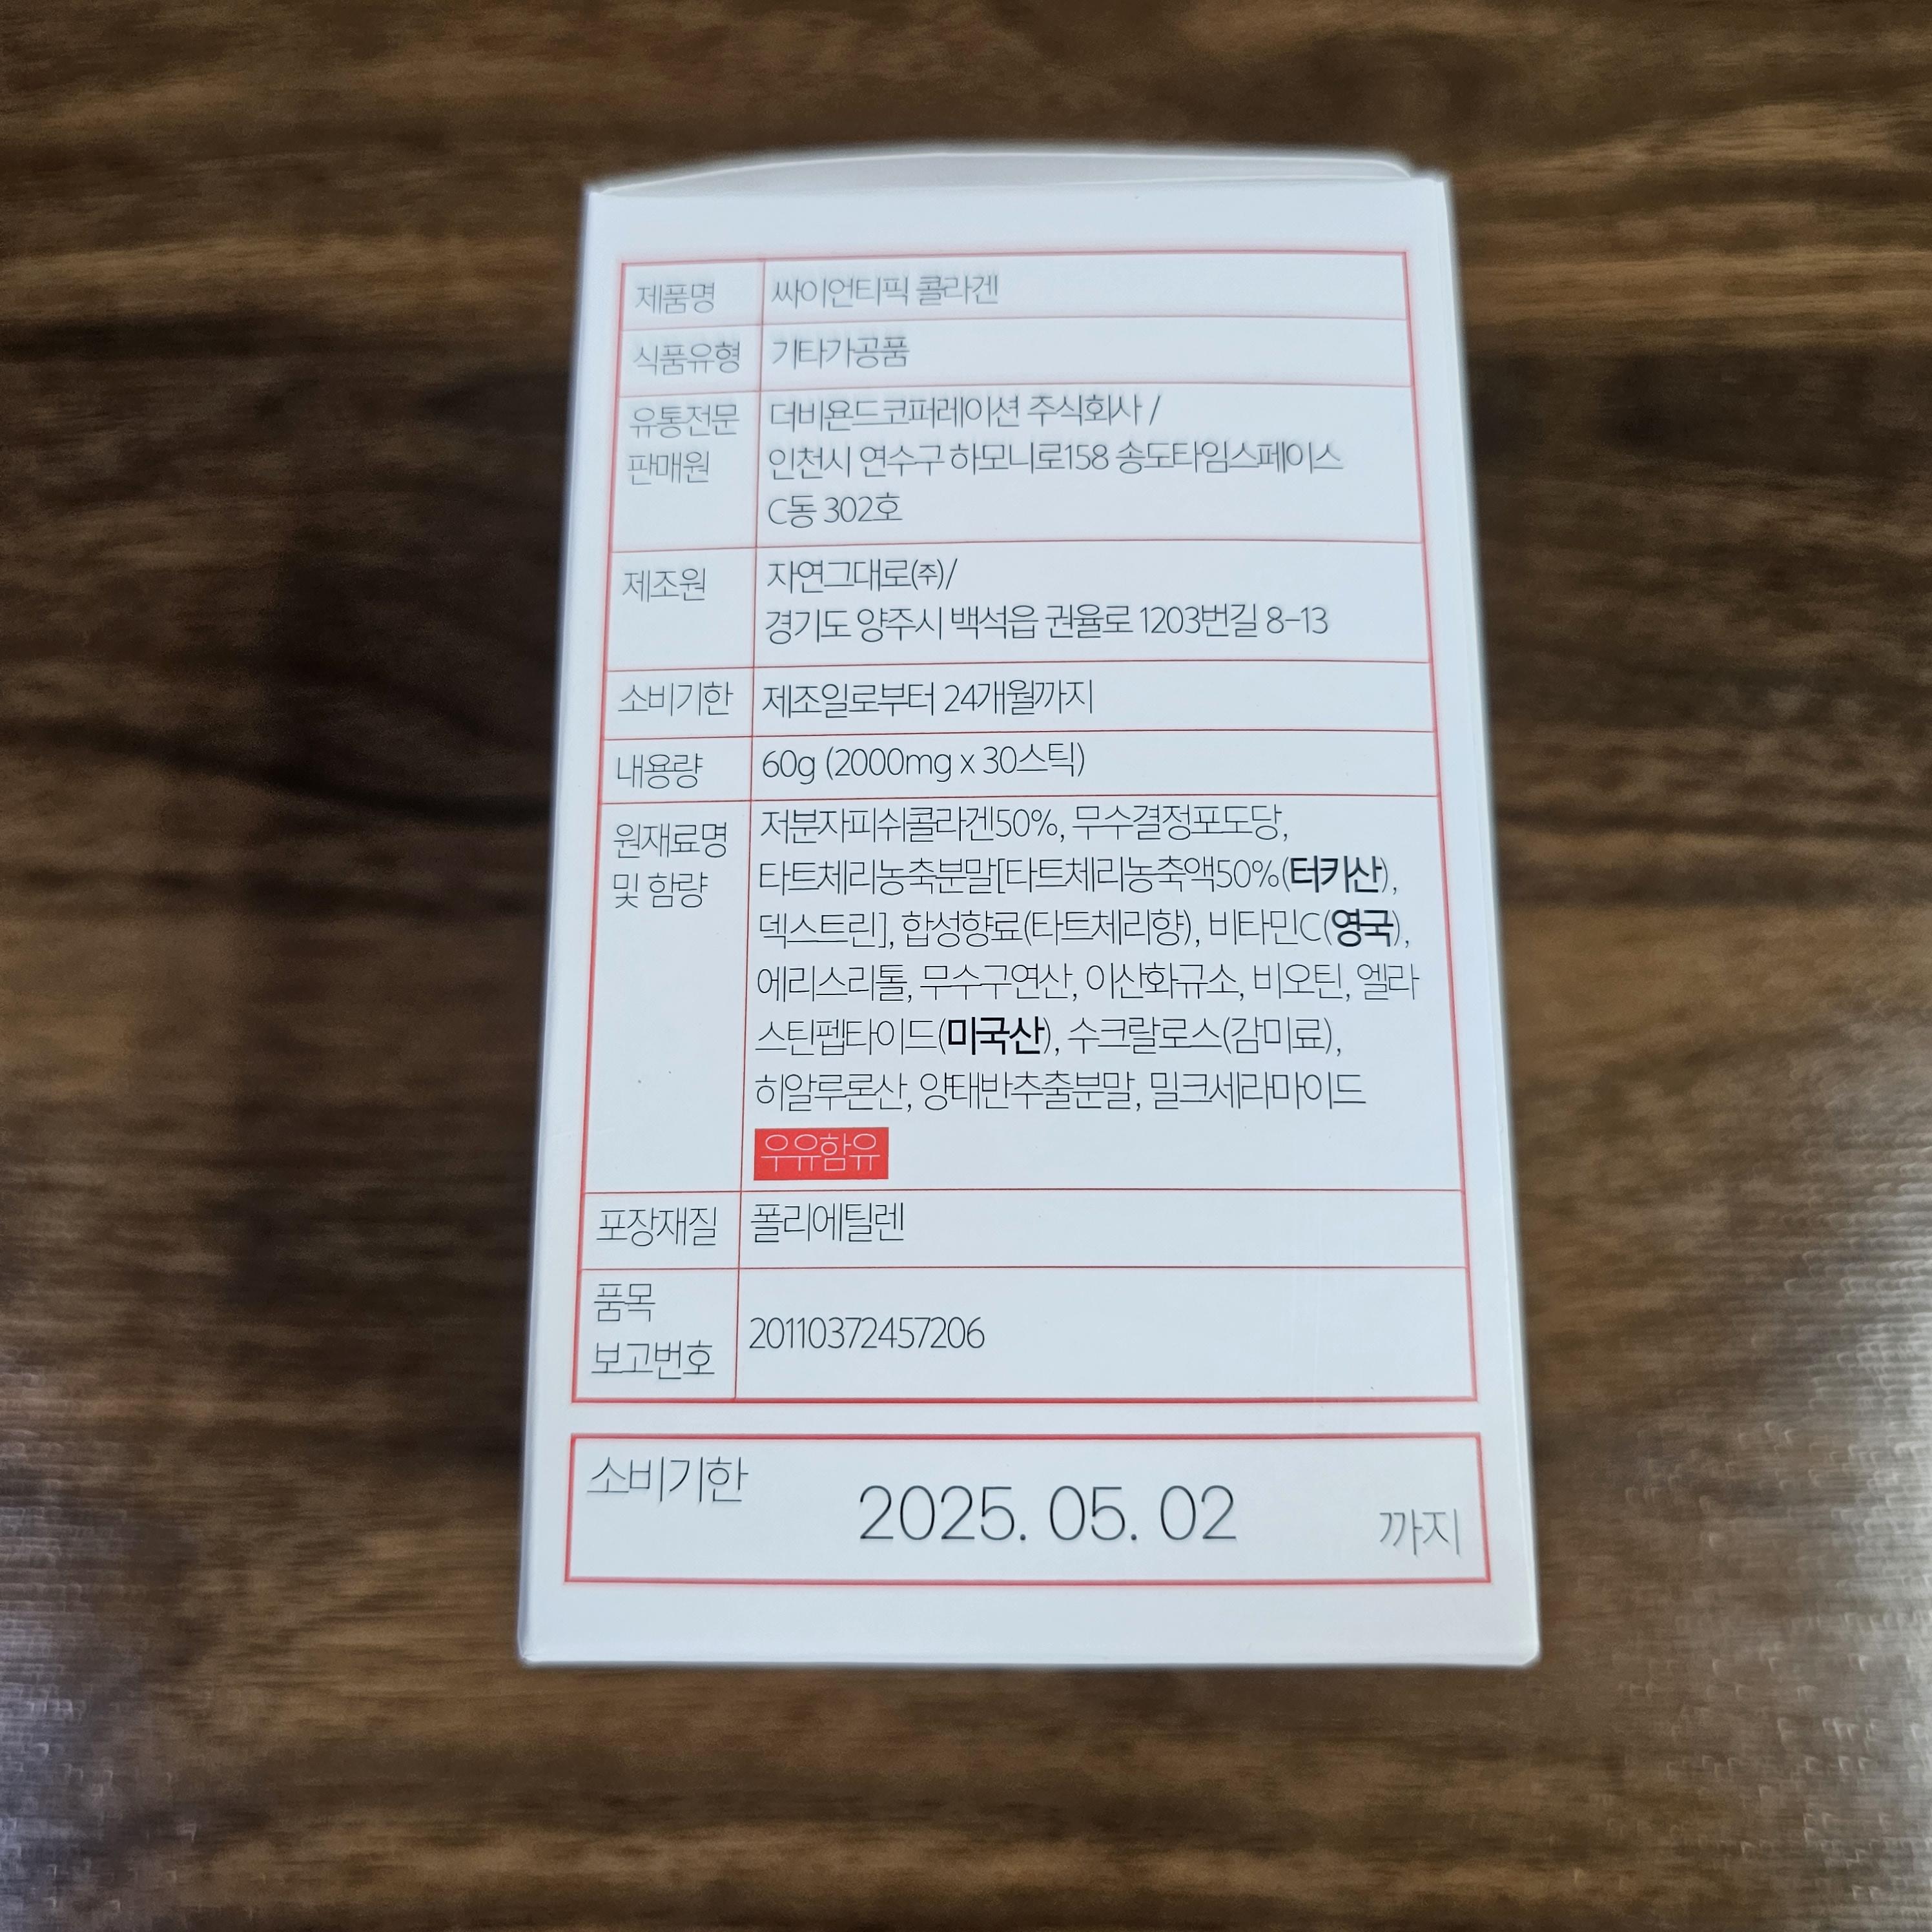 제품명 싸이언티픽 콜라겐
식품유형 기타가공품
유통전문 더비욘드코퍼레이션 주식회사 /
판매원 인천시 연수구 하모니로158 송도타임스페이스
C동 302호
제조원 자연그대로(주)/
경기도 양주시 백석읍 권율로 1203번길 8-13
소비기한 제조일로부터 24개월까지
내용량 60g (2000mg x 30스틱)
원재료명 저분자피쉬콜라겐50%, 무수결정포도당,
및 함량 타트체리농축분말[타트체리농축액50%(터키산),
덱스트린], 합성향료(타트체리향), 비타민C(영국),
에리스리톨, 무수구연산, 이산화규소, 비오틴, 엘라
스틴펩타이드(미국산), 수크랄로스(감미료),
히알루론산, 양태반추출분말, 밀크세라마이드
우유함유
포장재질 폴리에틸렌
품목
보고번호 20110372457206
소비기한 2025. 05. 02 까지